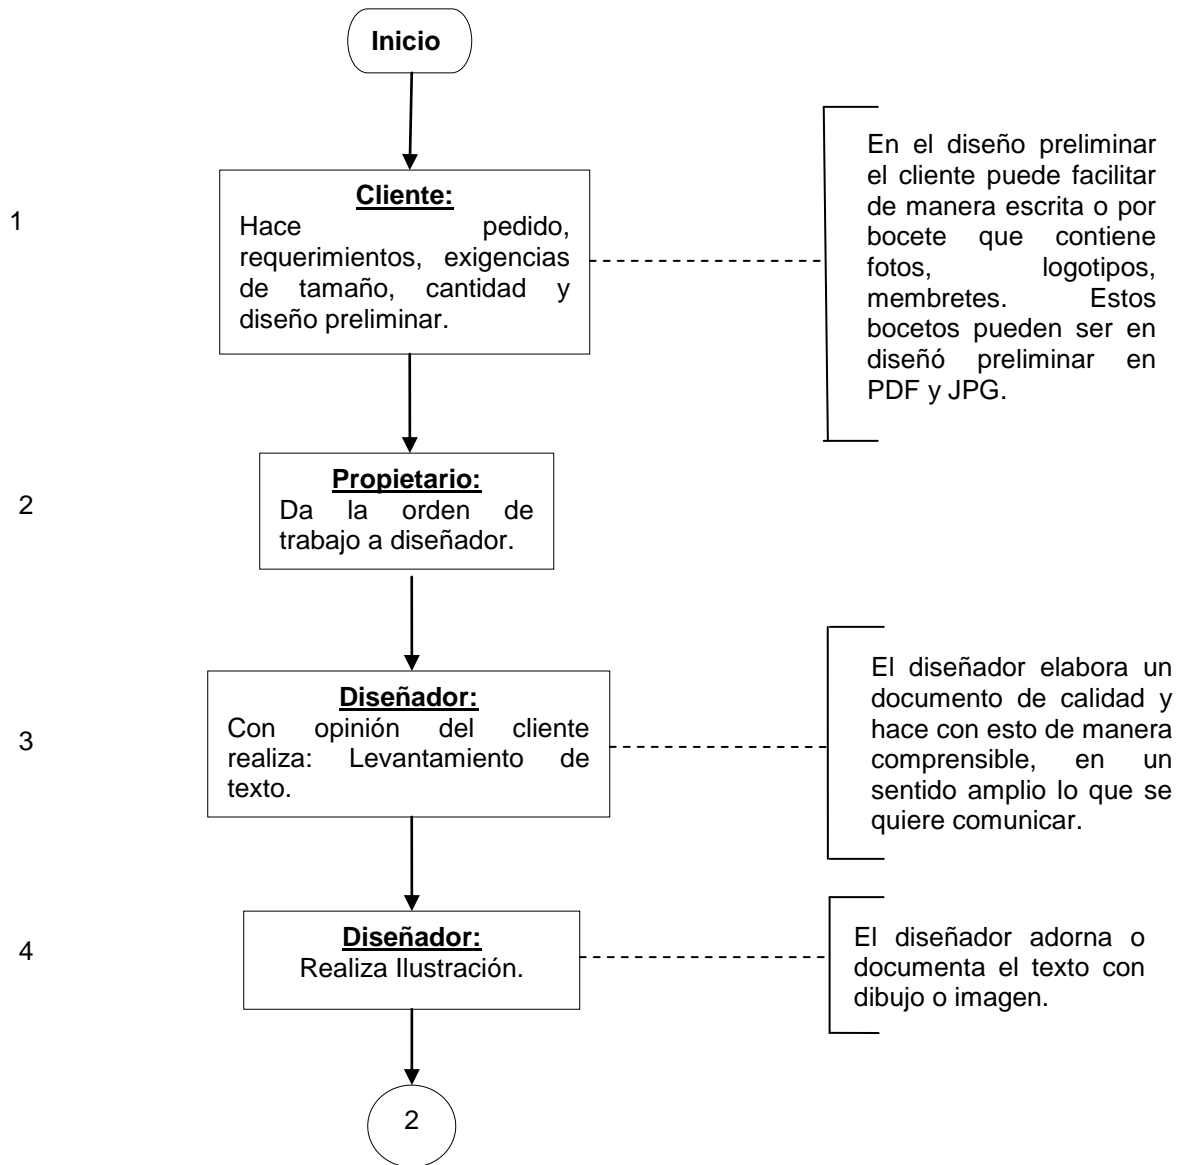 Inicio
1
Cliente:
Hace pedido,
requerimientos, exigencias
de tamaño, cantidad y
diseño preliminar.
En el diseño preliminar
el cliente puede facilitar
de manera escrita o por
bocete que contiene
fotos, logotipos,
membretes. Estos
bocetos pueden ser en
diseñó preliminar en
PDF y JPG.
2
Propietario:
Da la orden de
trabajo a diseñador.
3
Diseñador:
Con opinión del cliente
realiza: Levantamiento de
texto.
El diseñador elabora un
documento de calidad y
hace con esto de manera
comprensible, en un
sentido amplio lo que se
quiere comunicar.
4
Diseñador:
Realiza Ilustración.
El diseñador adorna o
documenta el texto con
dibujo o imagen.
2